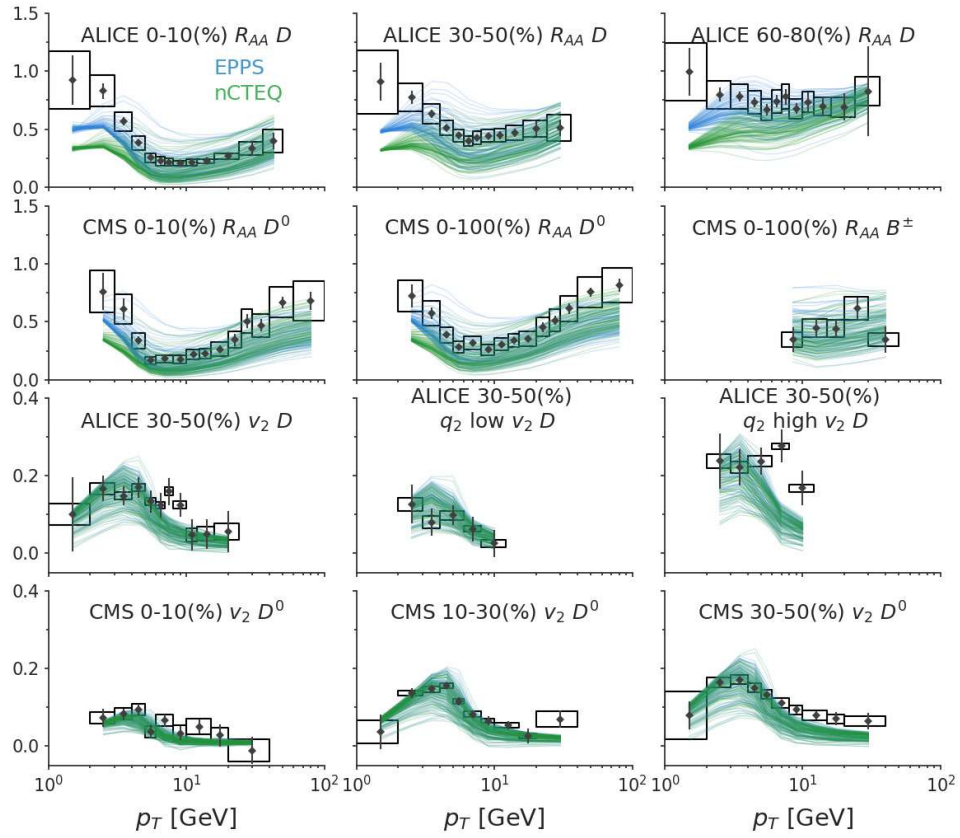 1.5
ALICE 0-10(%) R_AA D
ALICE 30-50(%) R_AA D
ALICE 60-80(%) R_AA D
EPPS
nCTEQ
1.0
0.5
0.0
1.5
CMS 0-10(%) R_AA D^0
CMS 0-100(%) R_AA D^0
CMS 0-100(%) R_AA B^±
1.0
0.5
0.0
0.4
ALICE 30-50(%) v_2 D
ALICE 30-50(%)
q_2 low v_2 D
ALICE 30-50(%)
q_2 high v_2 D
0.2
0.0
0.4
CMS 0-10(%) v_2 D^0
CMS 10-30(%) v_2 D^0
CMS 30-50(%) v_2 D^0
0.2
0.0
10^0 10^1 10^2
10^0 10^1 10^2
10^0 10^1 10^2
p_T [GeV]
p_T [GeV]
p_T [GeV]